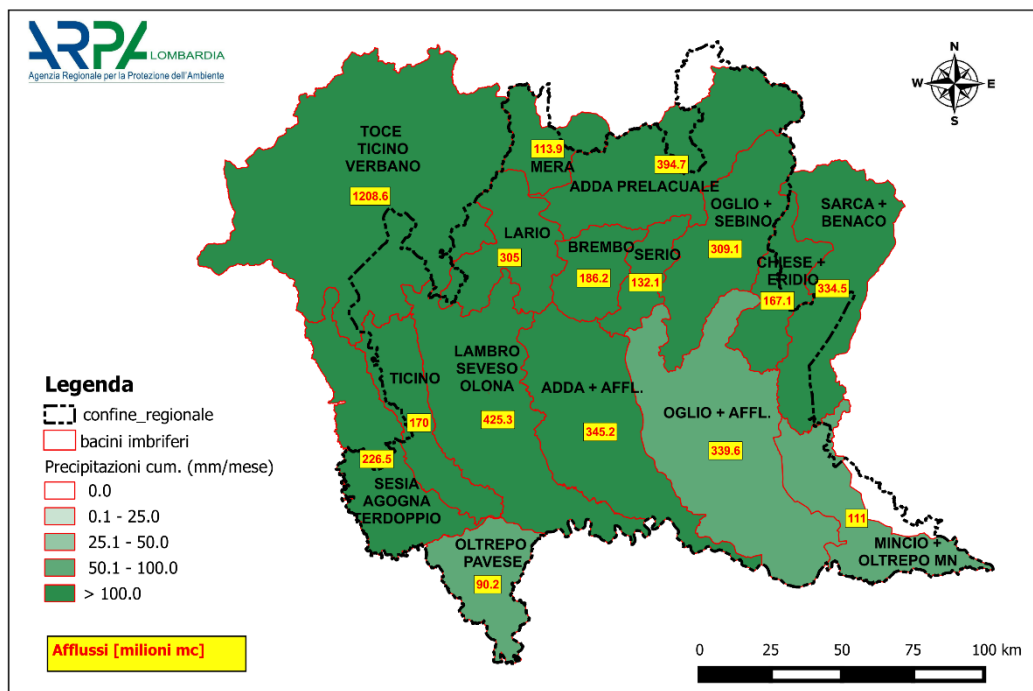 ARPA LOMBARDIA
Agenzia Regionale per la Protezione dell'Ambiente
N
W
E
S
TOCE
TICINO
VERBANO
1208.6
113.9
MERA
394.7
ADDA PRELACUALE
OGLIO +
SEBINO
309.1
SARCA +
BENACO
LARIO
305
BREMBO
186.2
SERIO
132.1
CHIESE +
ERIDIO
167.1
334.5
LAMBRO
SEVESO
OLONA
425.3
TICINO
170
ADDA + AFFL.
345.2
OGLIO + AFFL.
339.6
226.5
SESIA
AGOGNA
TERDOPPIO
OLTREPO
PAVESE
90.2
111
MINCIO +
OLTREPO MN
Legenda
confine_regionale
bacini imbriferi
Precipitazioni cum. (mm/mese)
0.0
0.1 - 25.0
25.1 - 50.0
50.1 - 100.0
> 100.0
Afflussi [milioni mc]
0 25 50 75 100 km